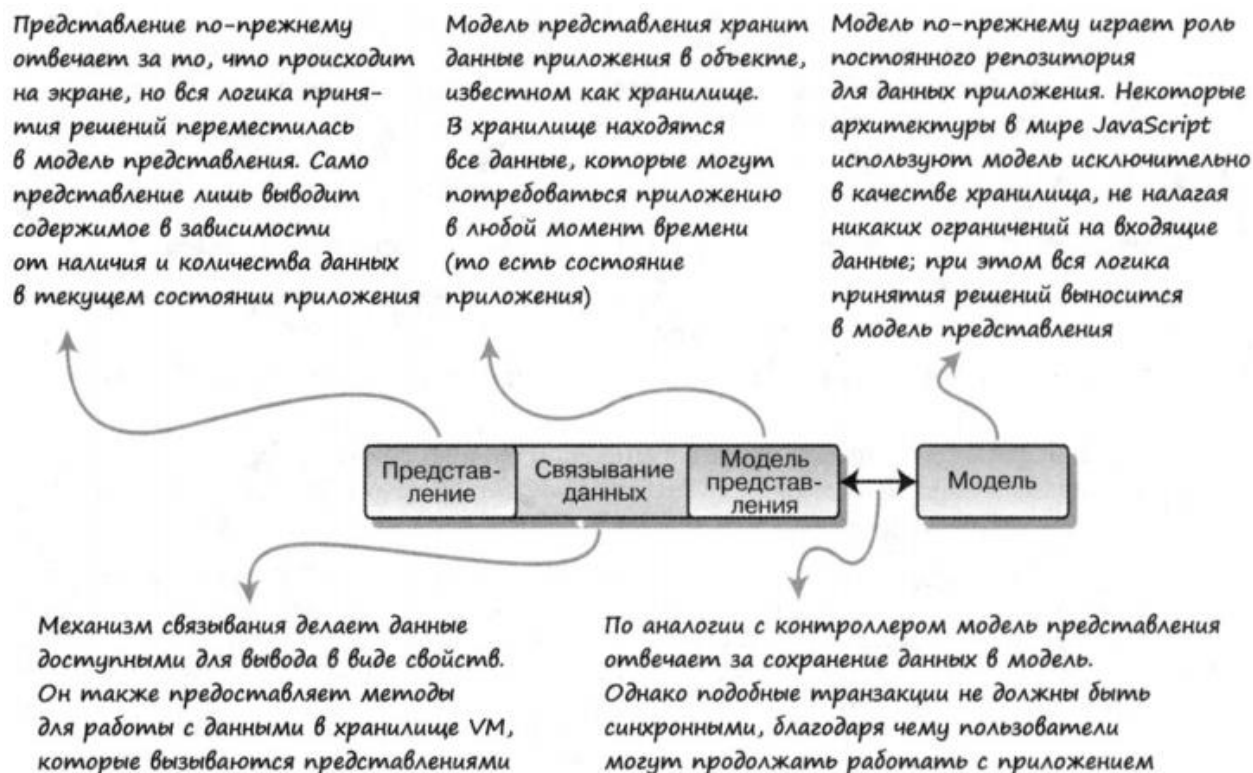 Представление по-прежнему
отвечает за то, что происходит
на экране, но вся логика приня-
тия решений переместилась
в модель представления. Само
представление лишь выводит
содержимое в зависимости
от наличия и количества данных
в текущем состоянии приложения
Модель представления хранит
данные приложения в объекте,
известном как хранилище.
В хранилище находятся
все данные, которые могут
потребоваться приложению
в любой момент времени
(то есть состояние
приложения)
Модель по-прежнему играет роль
постоянного репозитория
для данных приложения. Некоторые
архитектуры в мире JavaScript
используют модель исключительно
в качестве хранилища, не налагая
никаких ограничений на входящие
данные; при этом вся логика
принятия решений выносится
в модель представления
Представ-
ление
Связывание
данных
Модель
представ-
ления
Модель
Механизм связывания делает данные
доступными для вывода в виде свойств.
Он также предоставляет методы
для работы с данными в хранилище VM,
которые вызываются представлениями
По аналогии с контроллером модель представления
отвечает за сохранение данных в модель.
Однако подобные транзакции не должны быть
синхронными, благодаря чему пользователи
могут продолжать работать с приложением